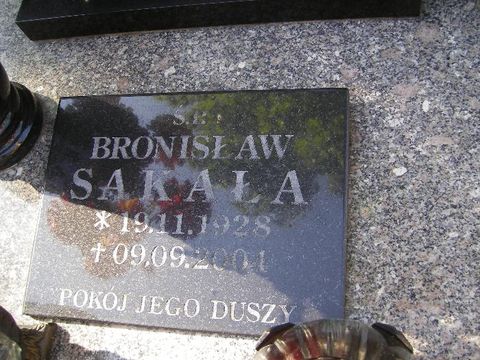 Ś.P.
BRONISŁAW
SAKAŁA
* 19.11.1928
† 09.09.2004
POKÓJ JEGO DUSZY